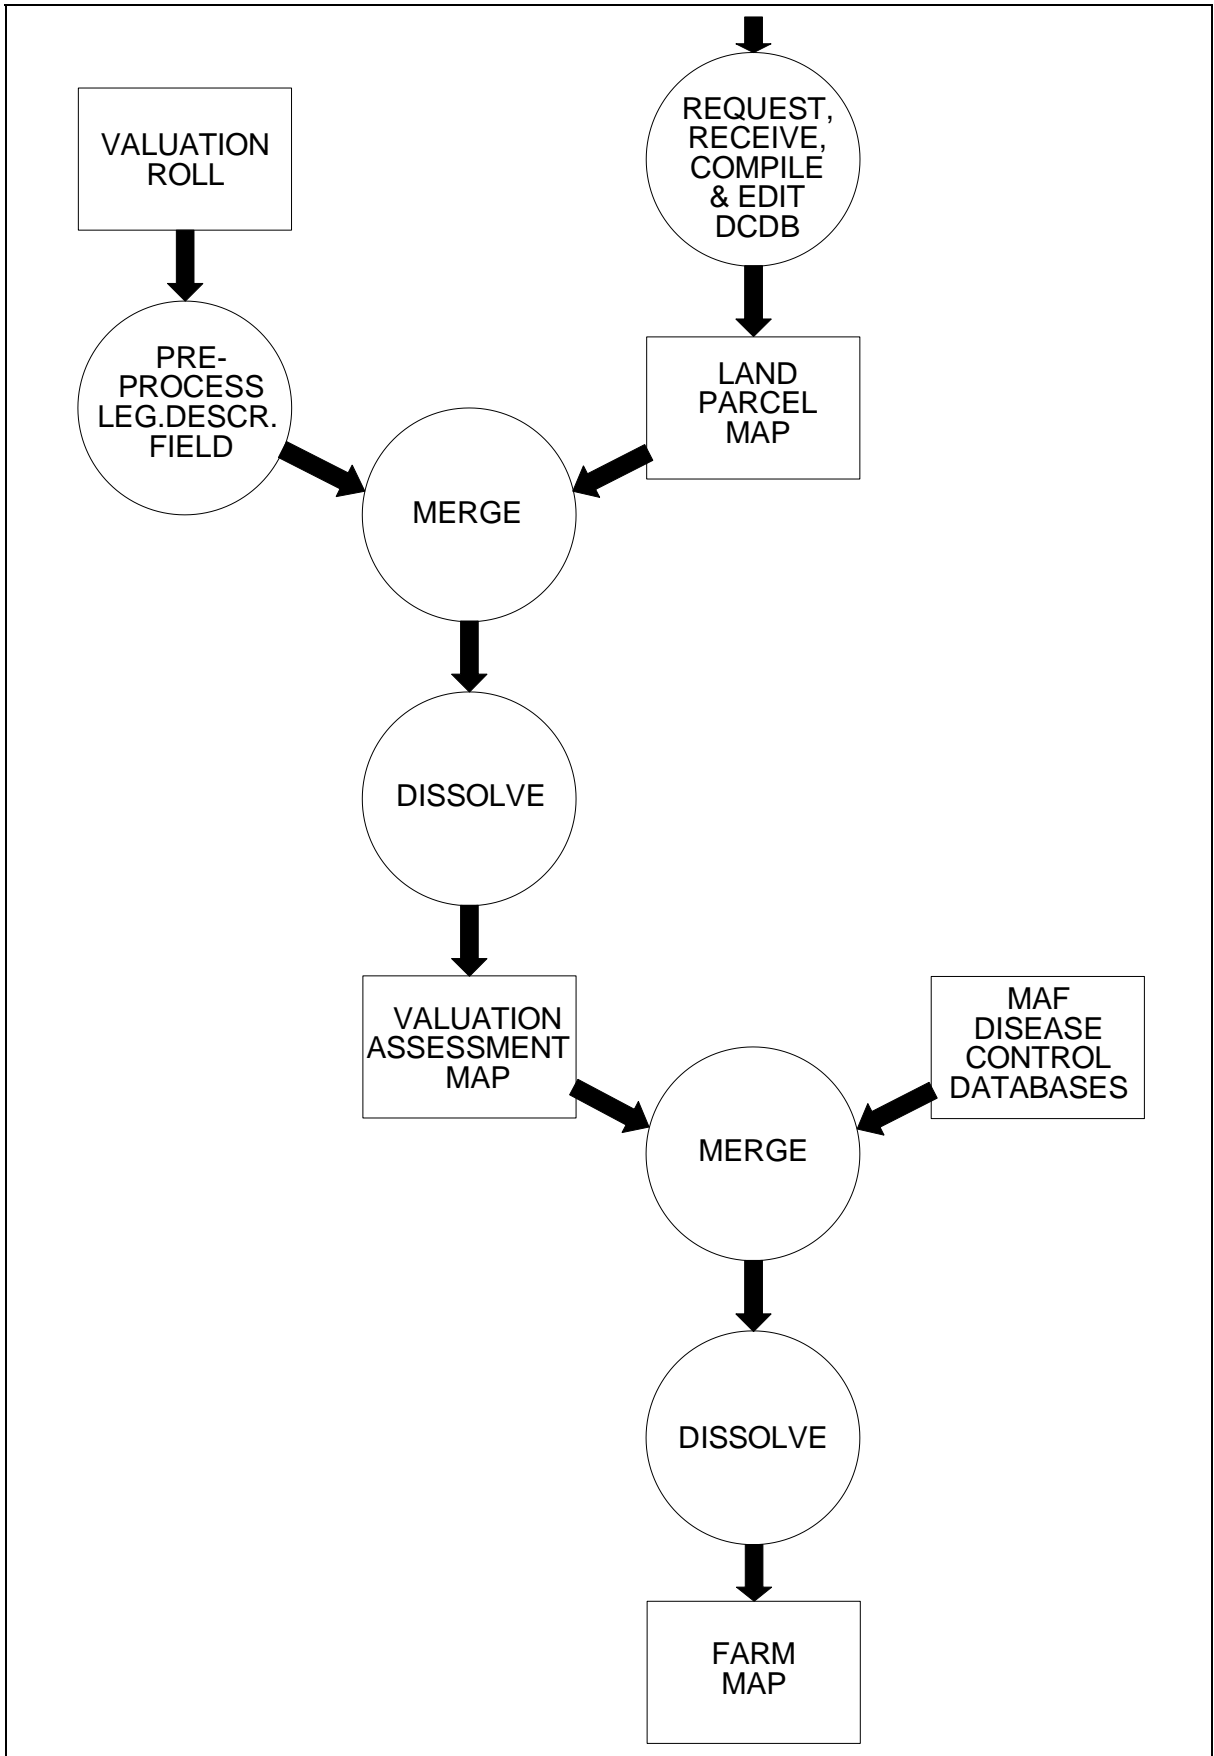 VALUATION
ROLL
REQUEST,
RECEIVE,
COMPILE
& EDIT
DCDB
PRE-
PROCESS
LEG.DESCR.
FIELD
LAND
PARCEL
MAP
MERGE
DISSOLVE
VALUATION
ASSESSMENT
MAP
MAF
DISEASE
CONTROL
DATABASES
MERGE
DISSOLVE
FARM
MAP